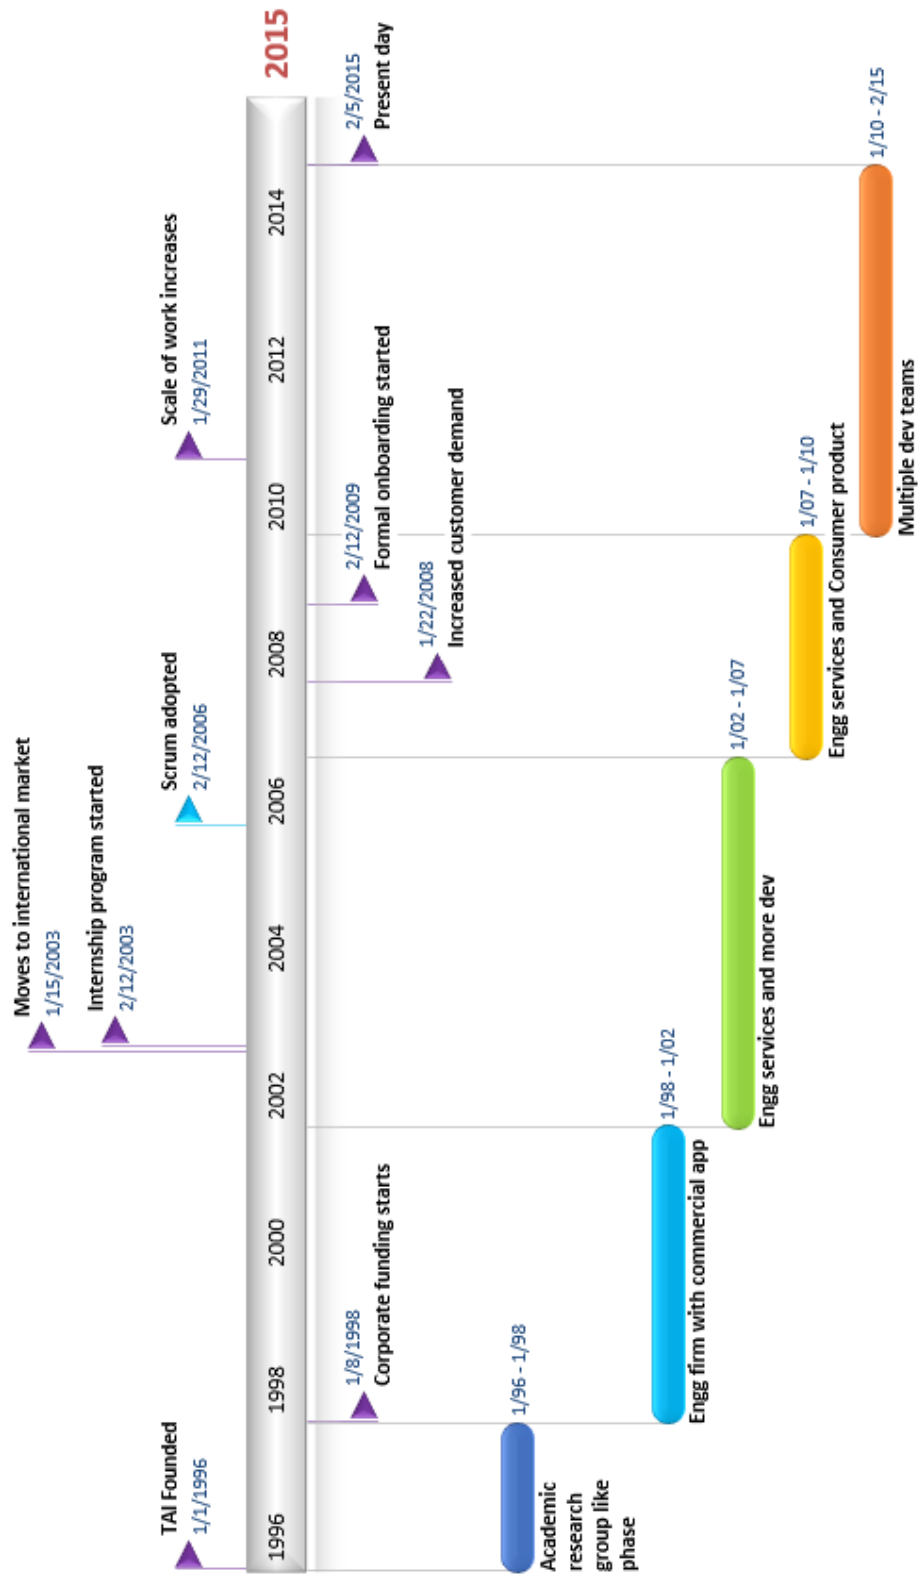 Moves to international market
1/15/2003
Internship program started
2/12/2003
TAI Founded
1/1/1996
Scrum adopted
2/12/2006
Scale of work increases
1/29/2011
1996
1998
2000
2002
2004
2006
2008
2010
2012
2014
2015
1/8/1998
Corporate funding starts
2/12/2009
Formal onboarding started
2/5/2015
Present day
1/22/2008
Increased customer demand
1/96 - 1/98
Academic
research
group like
phase
1/98 - 1/02
Engg firm with commercial app
1/02 - 1/07
Engg services and more dev
1/07 - 1/10
Engg services and Consumer product
1/10 - 2/15
Multiple dev teams